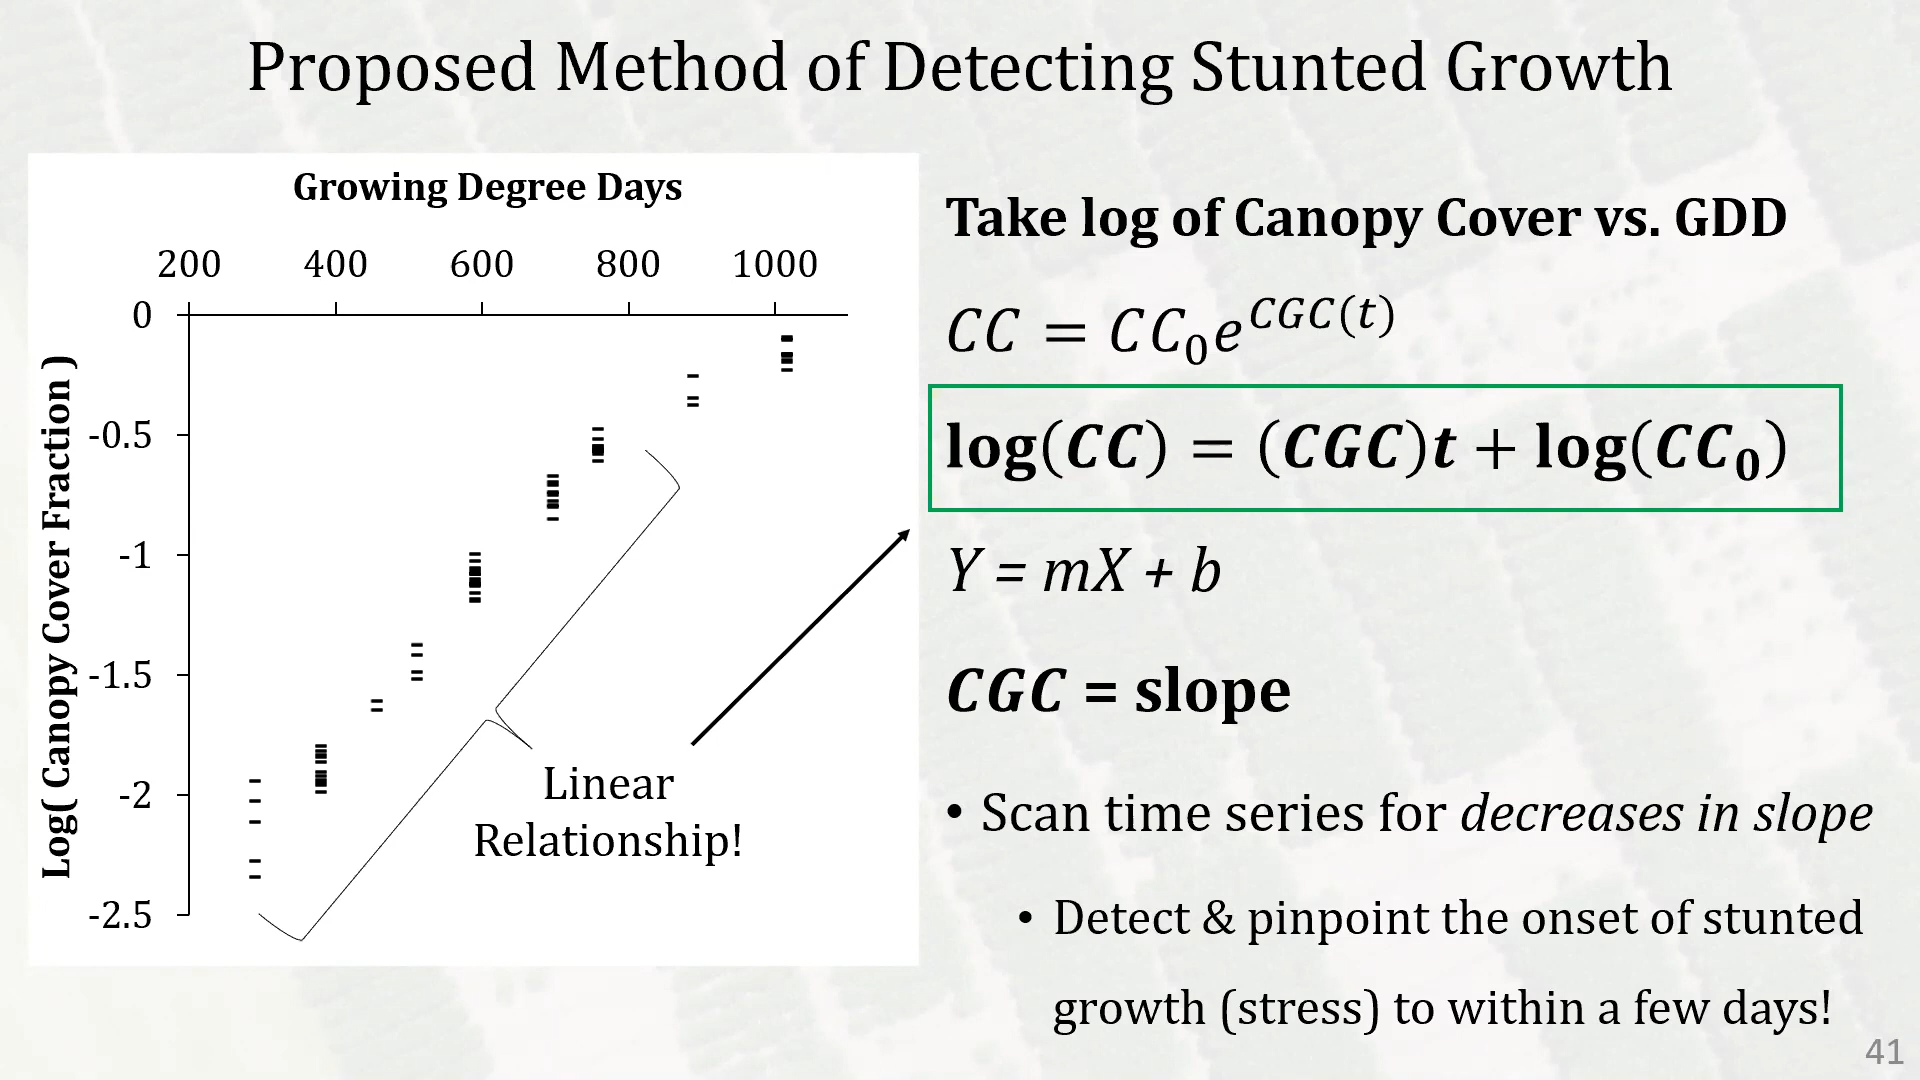 Proposed Method of Detecting Stunted Growth
Growing Degree Days
200 400 600 800 1000
0
-0.5
-1
-1.5
-2
-2.5
Log( Canopy Cover Fraction )
Linear
Relationship!
Take log of Canopy Cover vs. GDD
CC = CC₀e^{CGC(t)}
log(CC) = (CGC)t + log(CC₀)
Y = mX + b
CGC = slope
• Scan time series for decreases in slope
• Detect & pinpoint the onset of stunted
growth (stress) to within a few days!
41